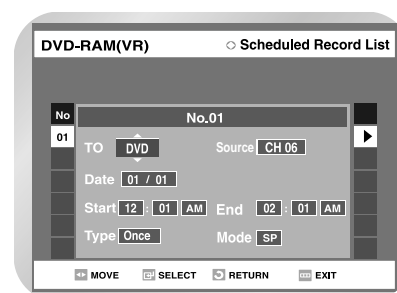 DVD-RAM(VR) Scheduled Record List
No No.01
01 TO DVD Source CH 06
Date 01 / 01
Start 12 : 01 AM End 02 : 01 AM
Type Once Mode SP
MOVE SELECT RETURN EXIT